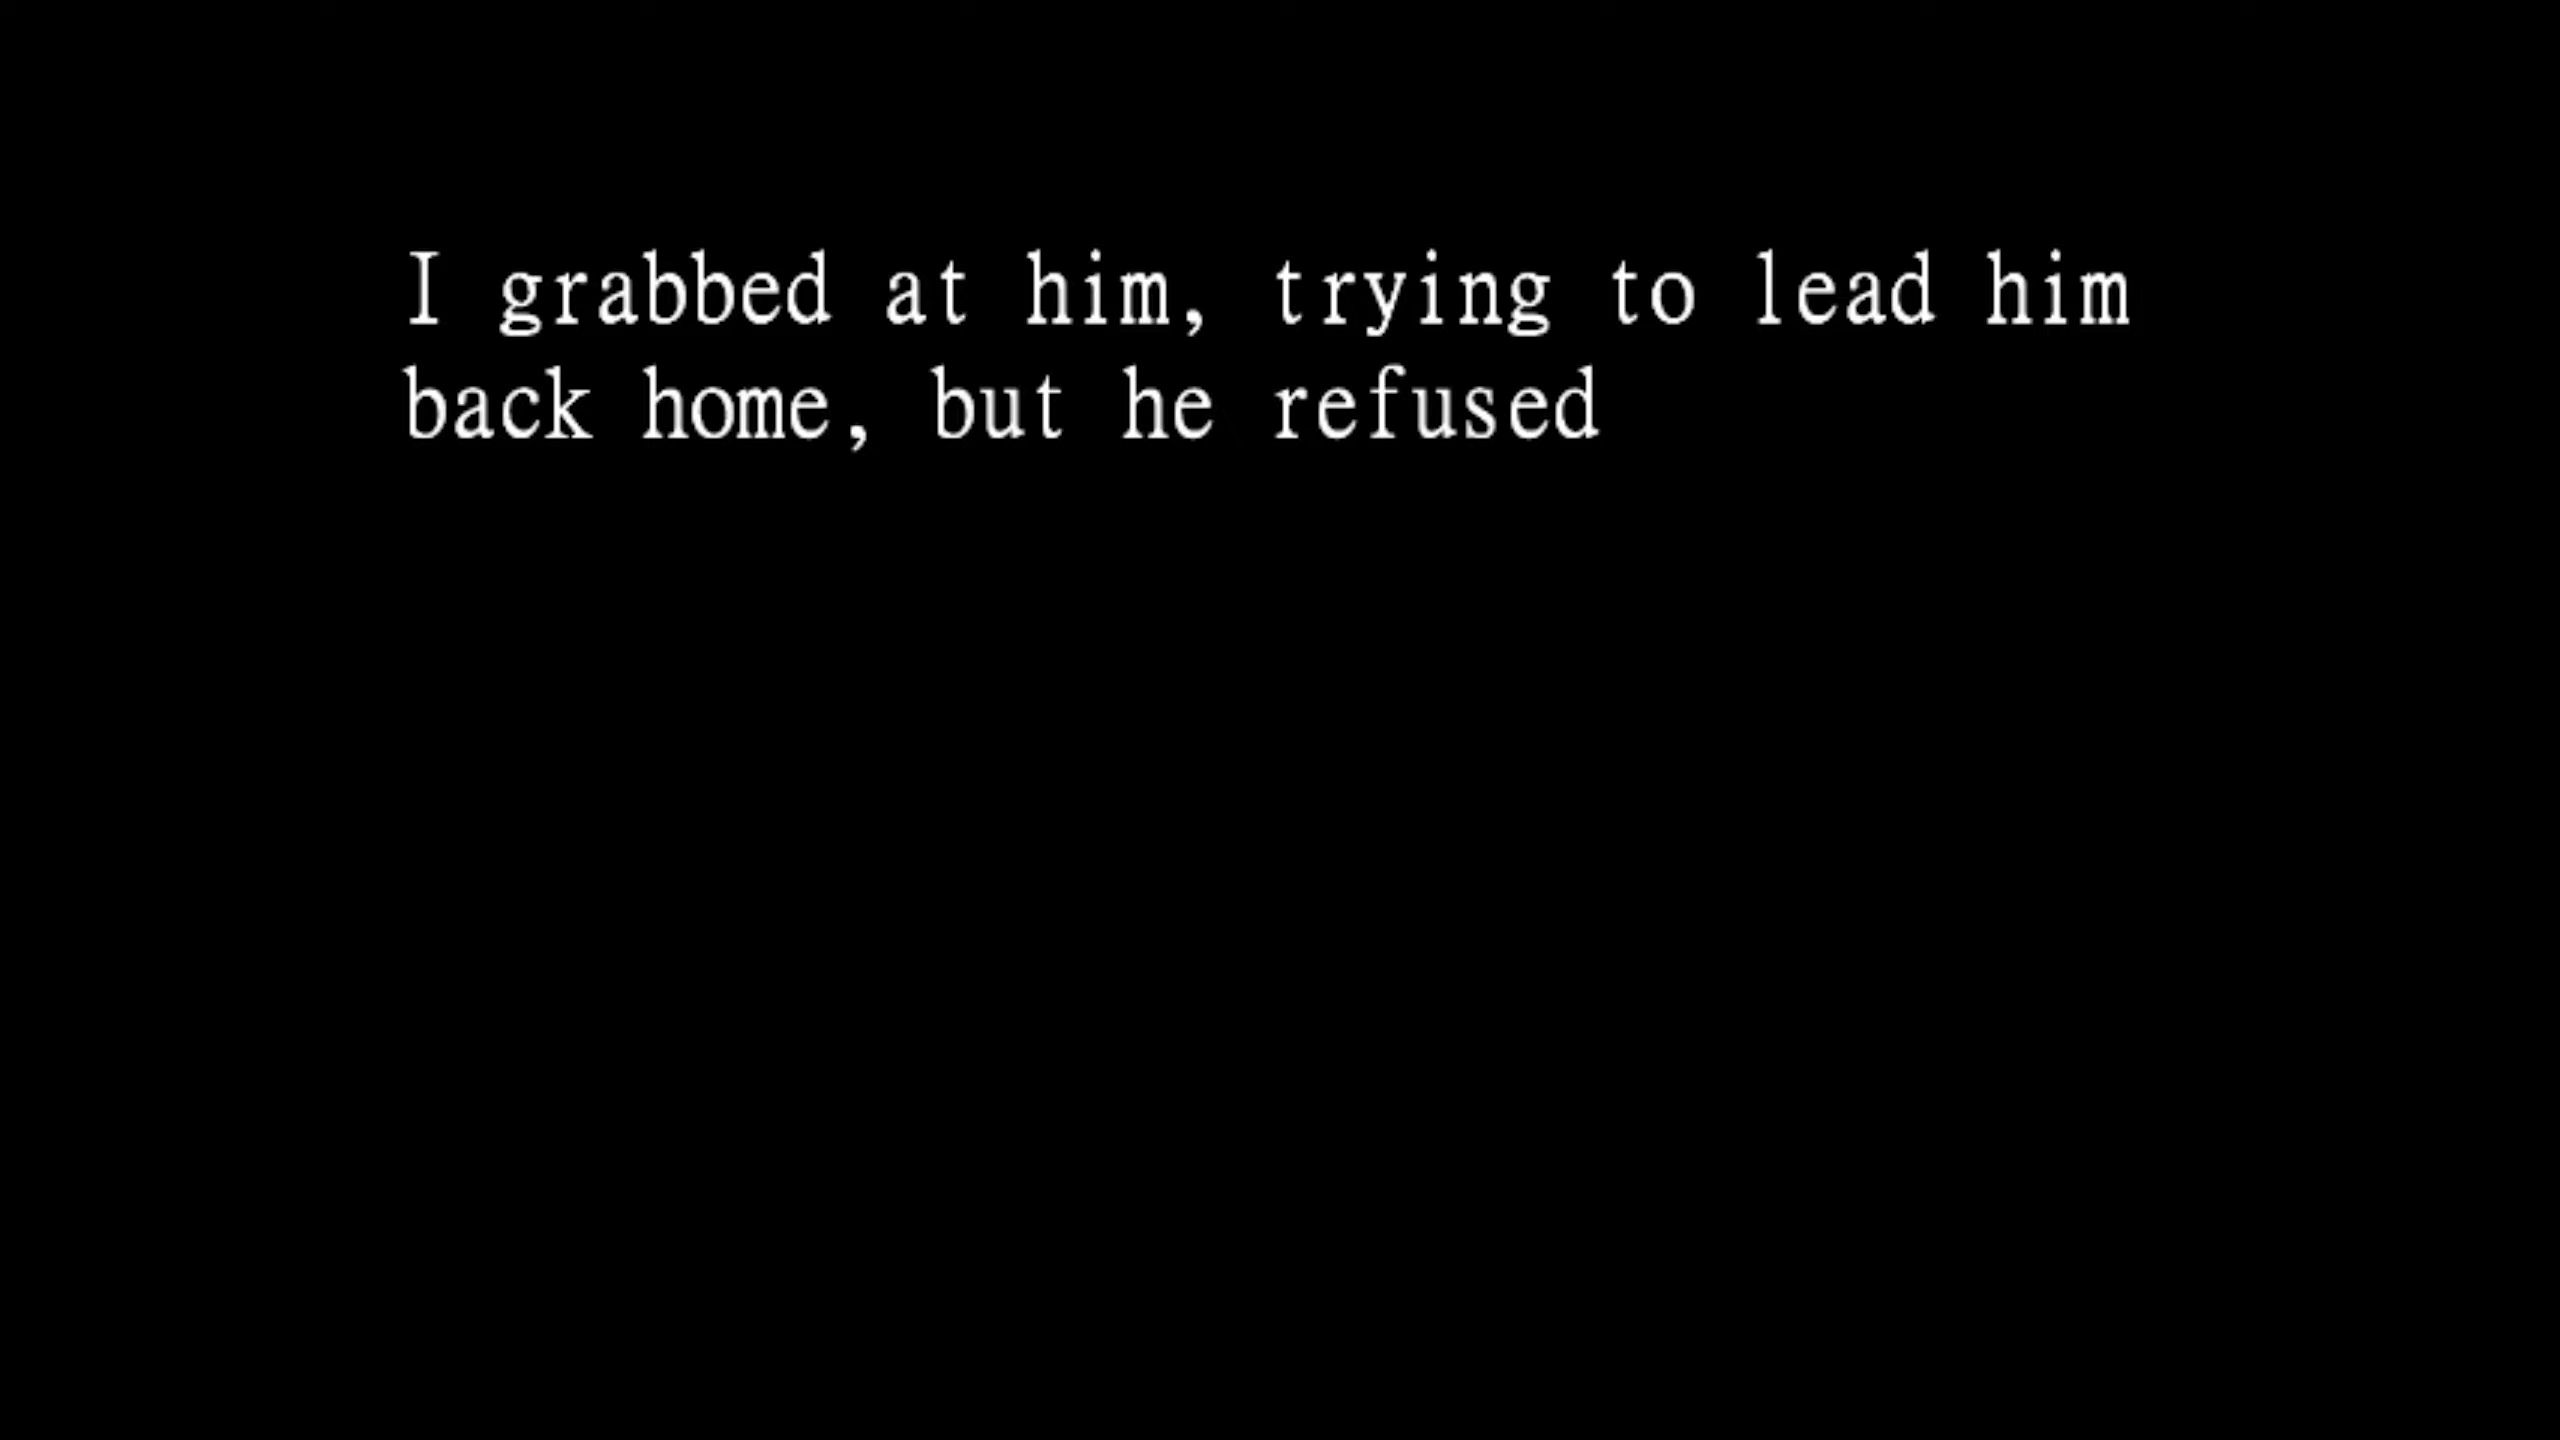 I grabbed at him, trying to lead him
back home, but he refused